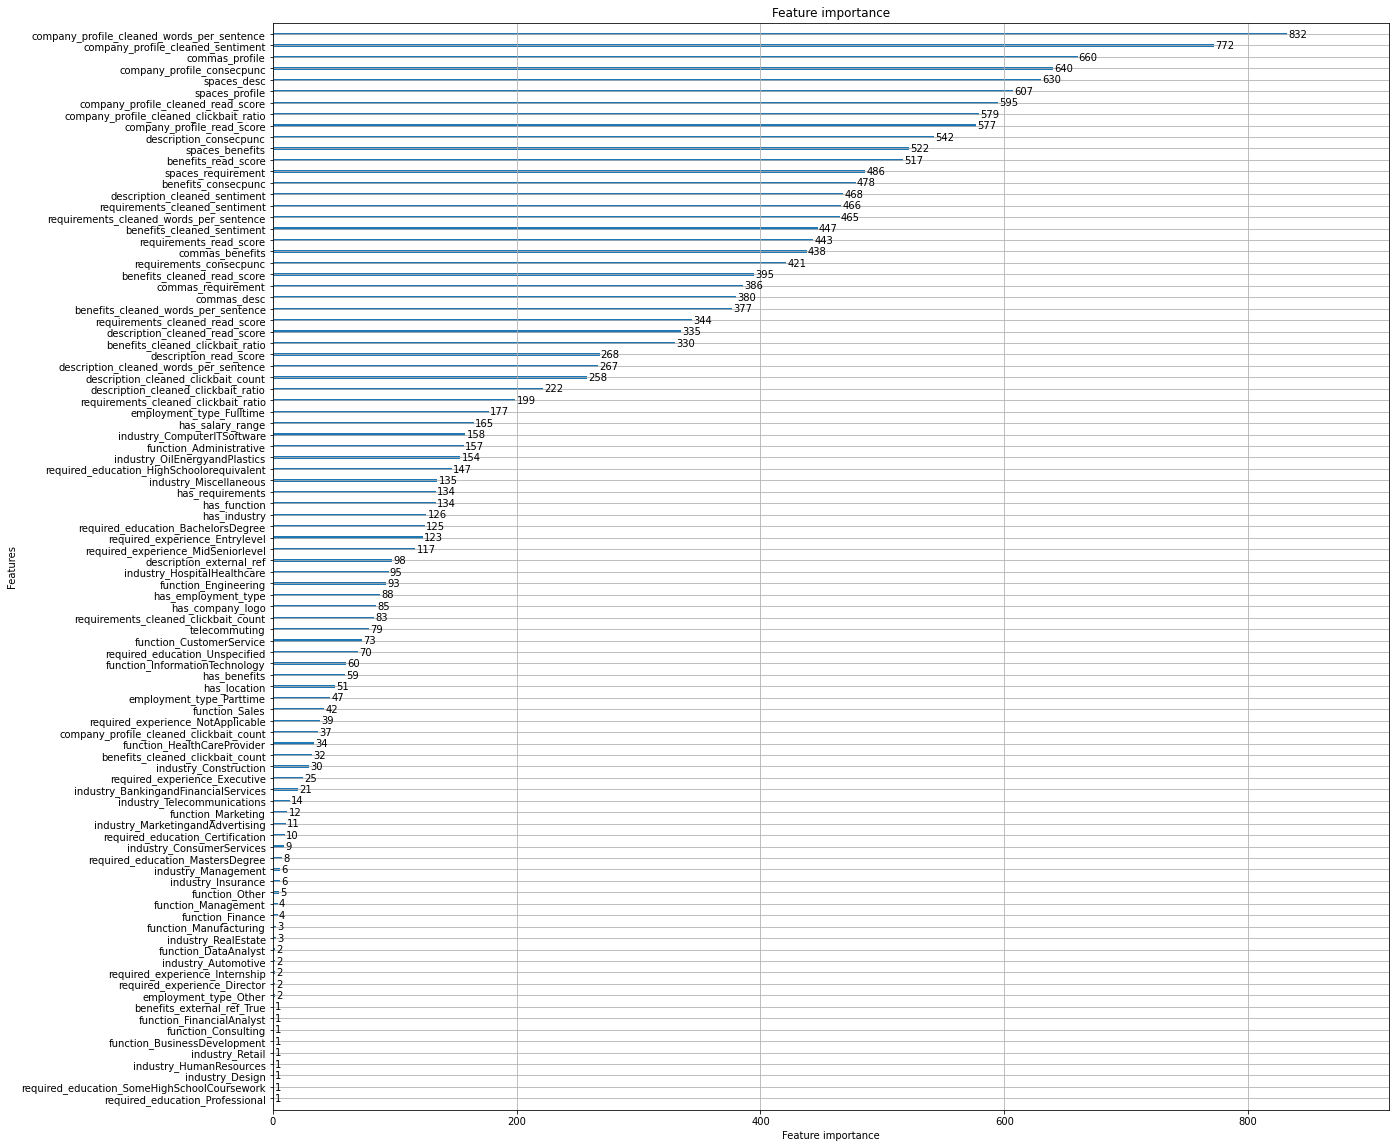 Feature importance
company_profile_cleaned_words_per_sentence 832
company_profile_cleaned_sentiment 772
commas_profile 660
company_profile_consecpunc 640
spaces_desc 630
spaces_profile 607
company_profile_cleaned_read_score 595
company_profile_cleaned_clickbait_ratio 579
company_profile_read_score 577
description_consecpunc 542
spaces_benefits 522
benefits_read_score 517
spaces_requirement 486
benefits_consecpunc 478
description_cleaned_sentiment 468
requirements_cleaned_sentiment 466
requirements_cleaned_words_per_sentence 465
benefits_cleaned_sentiment 447
requirements_read_score 443
commas_benefits 438
requirements_consecpunc 421
benefits_cleaned_read_score 395
commas_requirement 386
commas_desc 380
benefits_cleaned_words_per_sentence 377
requirements_cleaned_read_score 344
description_cleaned_read_score 335
benefits_cleaned_clickbait_ratio 330
description_read_score 268
description_cleaned_words_per_sentence 267
description_cleaned_clickbait_count 258
description_cleaned_clickbait_ratio 222
requirements_cleaned_clickbait_ratio 199
employment_type_Fulltime 177
has_salary_range 165
industry_ComputerITSoftware 158
function_Administrative 157
industry_OilEnergyandPlastics 154
required_education_HighSchoolorequivalent 147
industry_Miscellaneous 135
has_requirements 134
has_function 134
has_industry 126
required_education_BachelorsDegree 125
required_experience_Entrylevel 123
required_experience_MidSeniorlevel 117
description_external_ref 98
industry_HospitalHealthcare 95
function_Engineering 93
has_employment_type 88
has_company_logo 85
requirements_cleaned_clickbait_count 83
telecommuting 79
function_CustomerService 73
required_education_Unspecified 70
function_InformationTechnology 60
has_benefits 59
has_location 51
employment_type_Parttime 47
function_Sales 42
required_experience_NotApplicable 39
company_profile_cleaned_clickbait_count 37
function_HealthCareProvider 34
benefits_cleaned_clickbait_count 32
industry_Construction 30
required_experience_Executive 25
industry_BankingandFinancialServices 21
industry_Telecommunications 14
function_Marketing 12
industry_MarketingandAdvertising 11
required_education_Certification 10
industry_ConsumerServices 9
required_education_MastersDegree 8
industry_Management 6
industry_Insurance 6
function_Other 5
function_Management 4
function_Finance 4
function_Manufacturing 3
industry_RealEstate 3
function_DataAnalyst 2
industry_Automotive 2
required_experience_Internship 2
required_experience_Director 2
employment_type_Other 2
benefits_external_ref_True 1
function_FinancialAnalyst 1
function_Consulting 1
function_BusinessDevelopment 1
industry_Retail 1
industry_HumanResources 1
industry_Design 1
required_education_SomeHighSchoolCoursework 1
required_education_Professional 1
Features
0 200 400 600 800
Feature importance